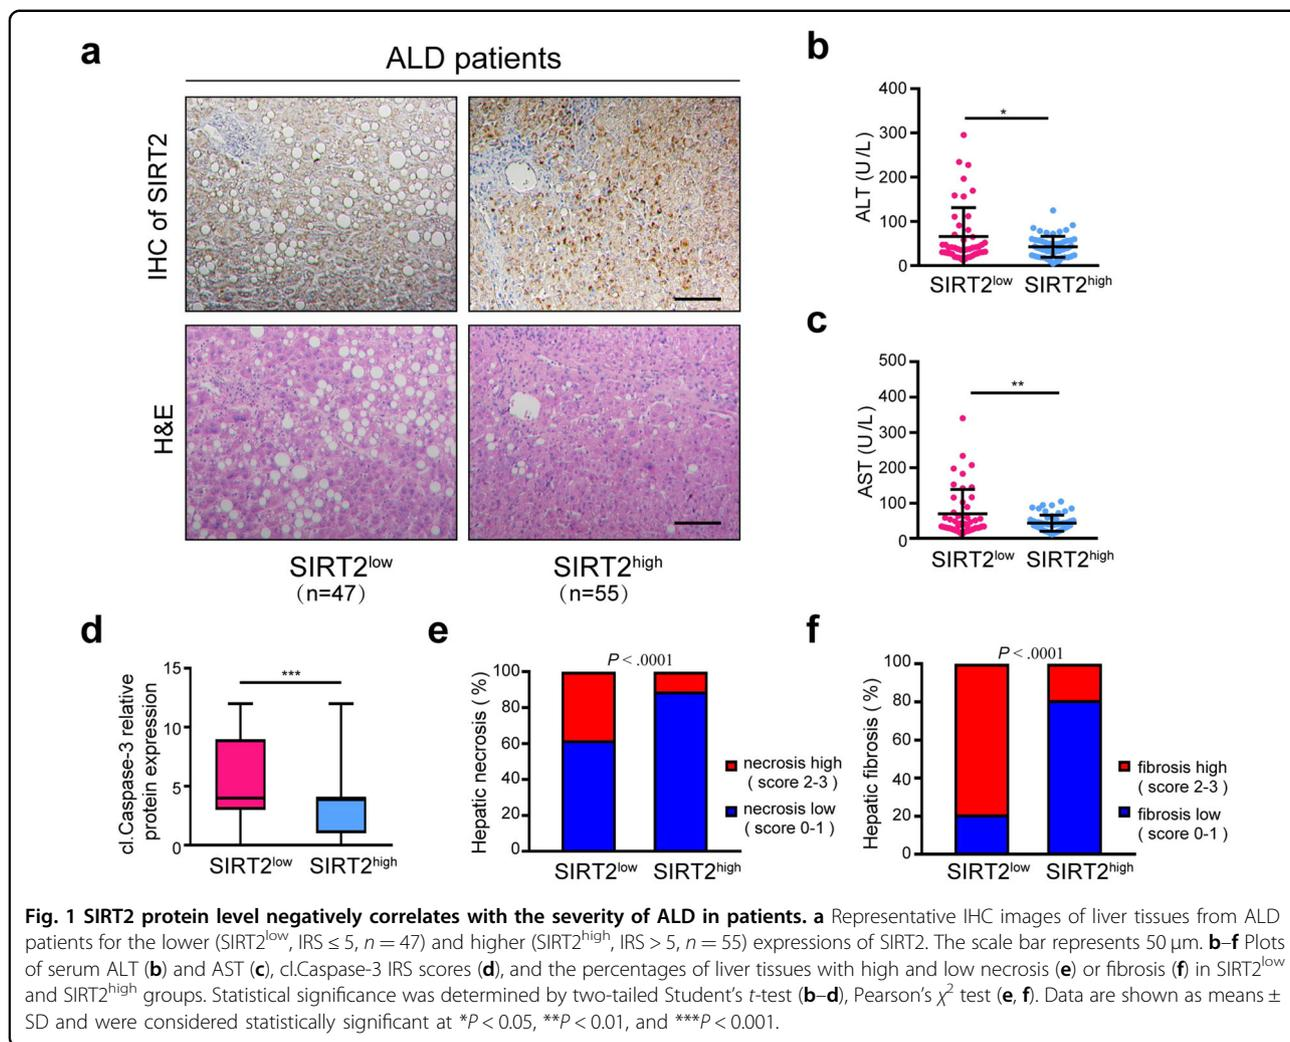 a
ALD patients
IHC of SIRT2
H&E
SIRT2low
(n=47)
SIRT2high
(n=55)
b
ALT (U /L)
400
300
200
100
0
*
SIRT2low SIRT2high
c
AST (U /L)
500
400
300
200
100
0
**
SIRT2low SIRT2high
d
cl.Caspase-3 relative
protein expression
15
10
5
0
***
SIRT2low SIRT2high
e
Hepatic necrosis ( %)
P < .0001
100
80
60
40
20
0
SIRT2low SIRT2high
necrosis high
( score 2-3 )
necrosis low
( score 0-1 )
f
Hepatic fibrosis ( %)
P < .0001
100
80
60
40
20
0
SIRT2low SIRT2high
fibrosis high
( score 2-3 )
fibrosis low
( score 0-1 )
Fig. 1 SIRT2 protein level negatively correlates with the severity of ALD in patients. a Representative IHC images of liver tissues from ALD
patients for the lower (SIRT2low, IRS ≤ 5, n = 47) and higher (SIRT2high, IRS > 5, n = 55) expressions of SIRT2. The scale bar represents 50 μm. b–f Plots
of serum ALT (b) and AST (c), cl.Caspase-3 IRS scores (d), and the percentages of liver tissues with high and low necrosis (e) or fibrosis (f) in SIRT2low
and SIRT2high groups. Statistical significance was determined by two-tailed Student's t-test (b–d), Pearson's χ2 test (e, f). Data are shown as means ±
SD and were considered statistically significant at *P < 0.05, **P < 0.01, and ***P < 0.001.